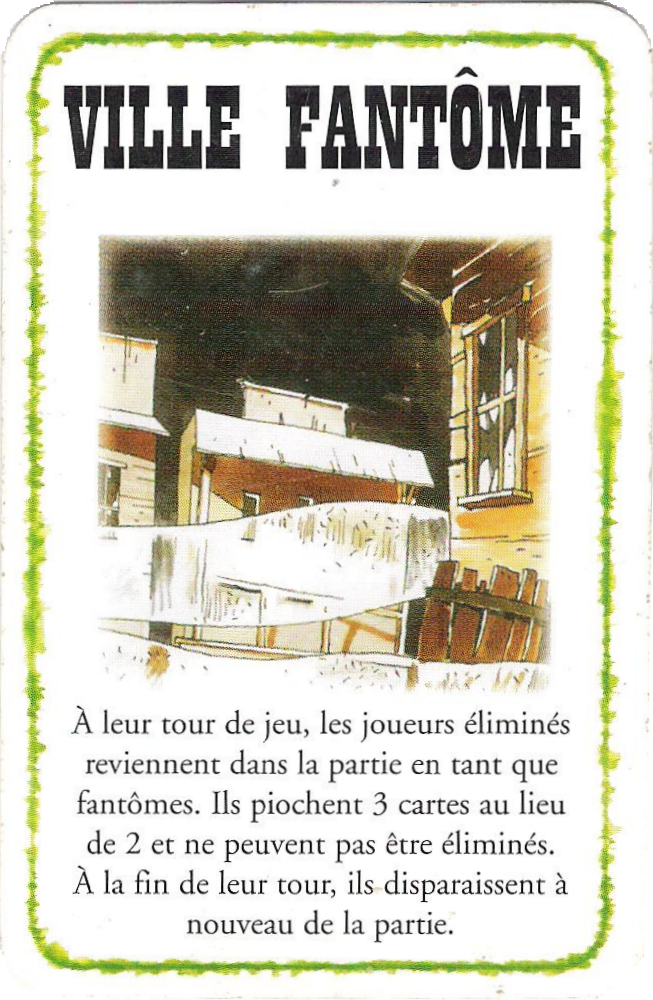 VILLE FANTÔME
À leur tour de jeu, les joueurs éliminés
reviennent dans la partie en tant que
fantômes. Ils piochent 3 cartes au lieu
de 2 et ne peuvent pas être éliminés.
À la fin de leur tour, ils disparaissent à
nouveau de la partie.